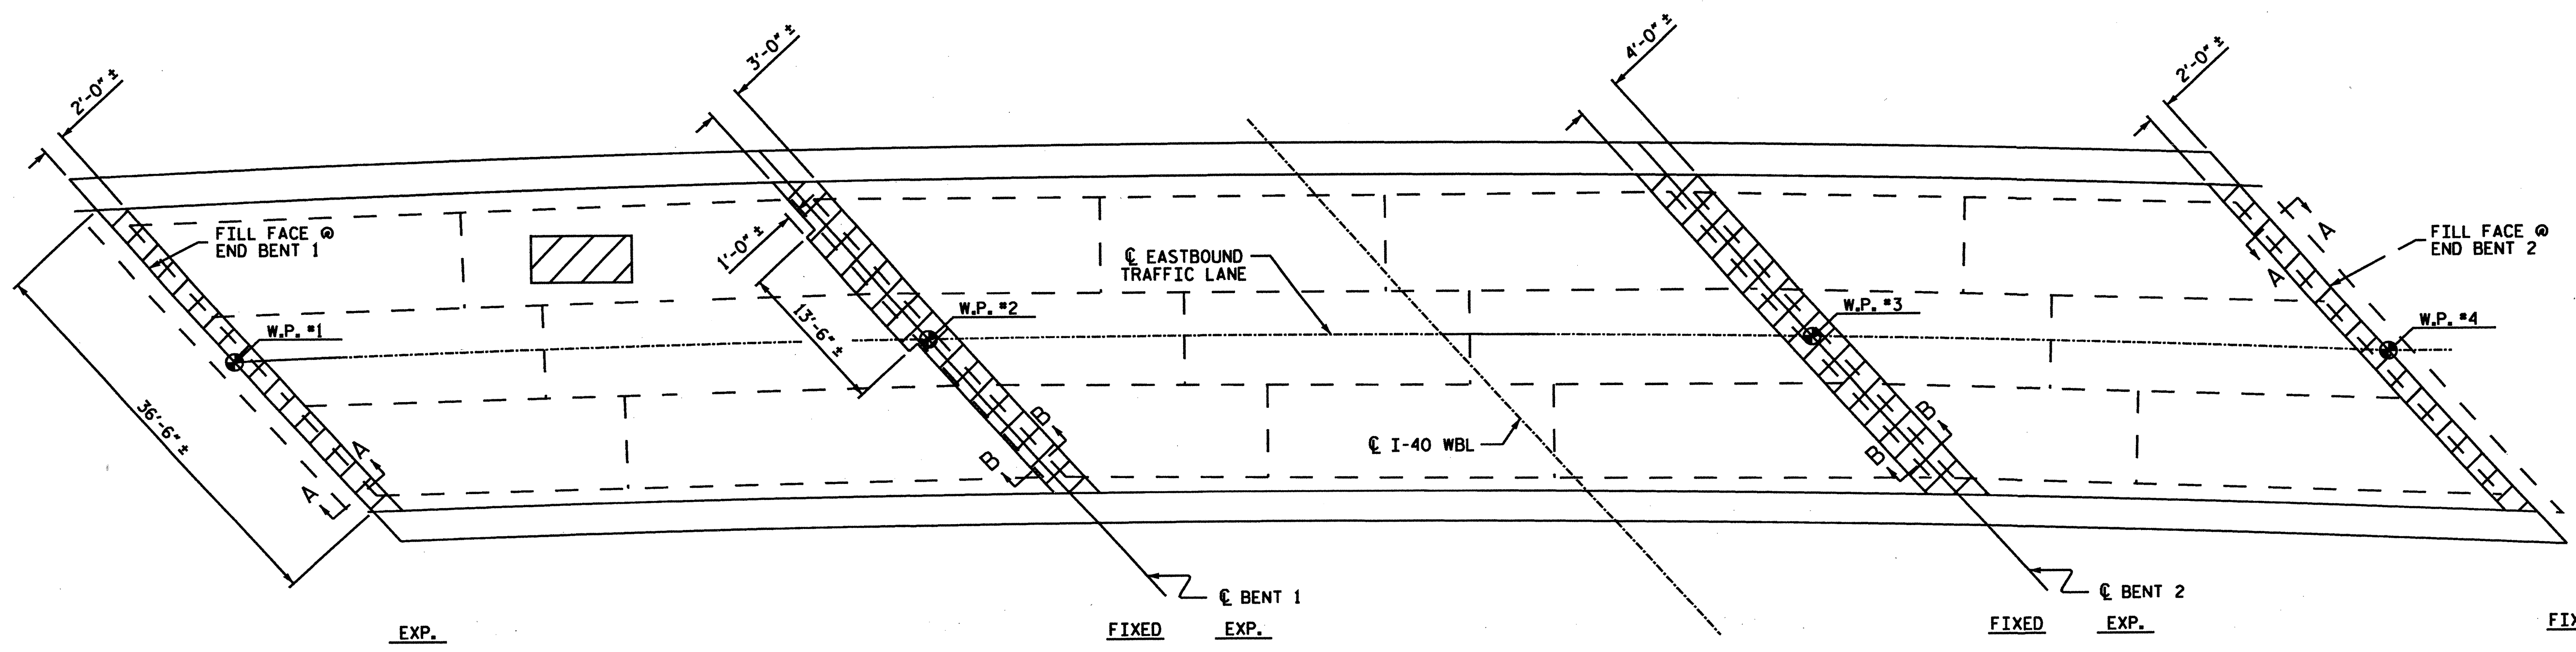 2'-0" ±
3'-0" ±
4'-0" ±
2'-0" ±
FILL FACE @
END BENT 1
1'-0" ±
℄ EASTBOUND
TRAFFIC LANE
A
A
FILL FACE @
END BENT 2
W.P. #1
W.P. #2
W.P. #3
W.P. #4
13'-6" ±
36'-6" ±
A
A
B
B
℄ I-40 WBL
B
B
℄ BENT 1
℄ BENT 2
EXP.
FIXED
EXP.
FIXED
EXP.
FIX